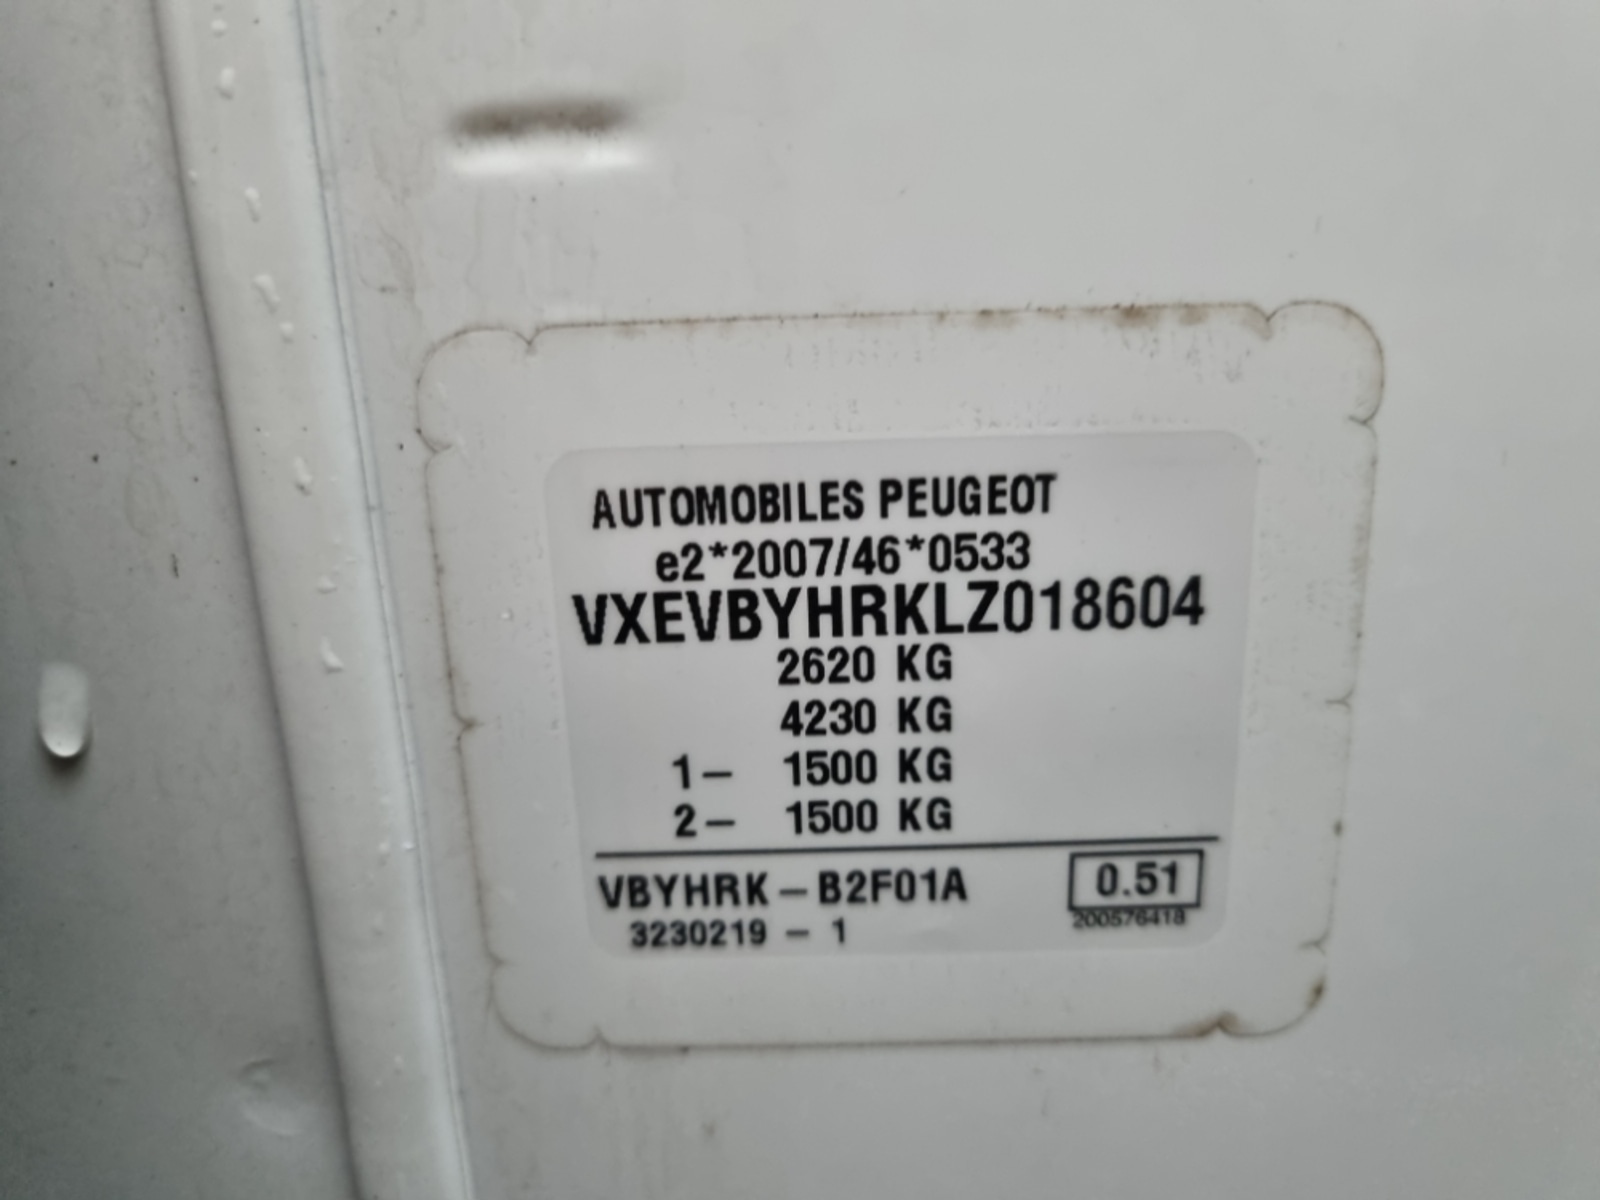 AUTOMOBILES PEUGEOT
e2*2007/46*0533
VXEVBYHRKLZ018604
2620 KG
4230 KG
1- 1500 KG
2- 1500 KG
VBYHRK-B2F01A 0.51
3230219 - 1 200576418